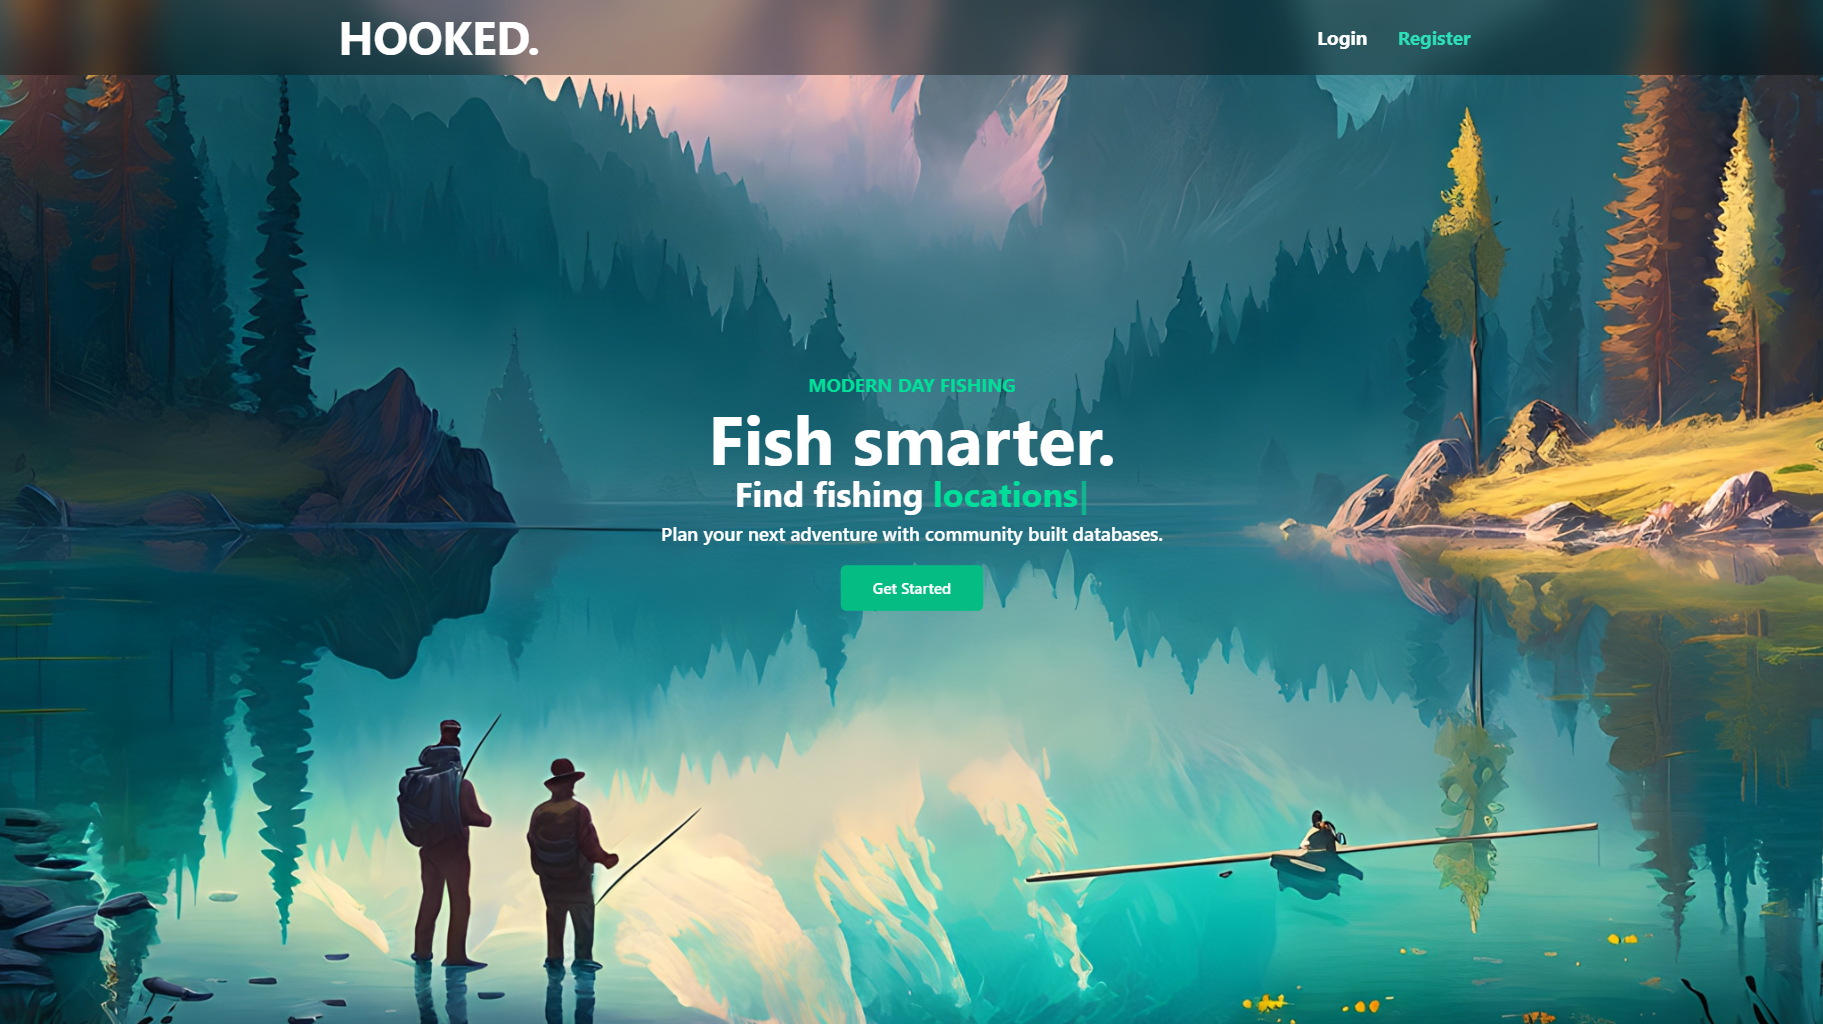 HOOKED.
Login Register
MODERN DAY FISHING
Fish smarter.
Find fishing locations|
Plan your next adventure with community built databases.
Get Started